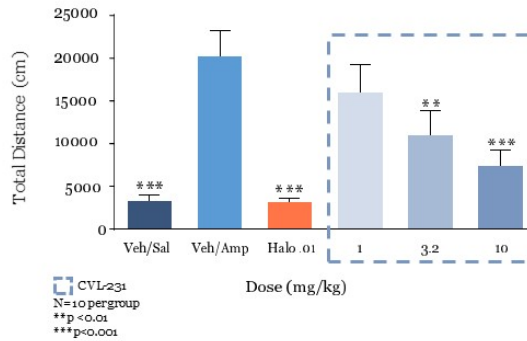 Total Distance (cm)
25000
20000
15000
10000
5000
0
***
***
**
***
Veh/Sal Veh/Amp Halo .01 1 3.2 10
Dose (mg/kg)
CVL-231
N=10 pergroup
**p <0.01
***p<0.001